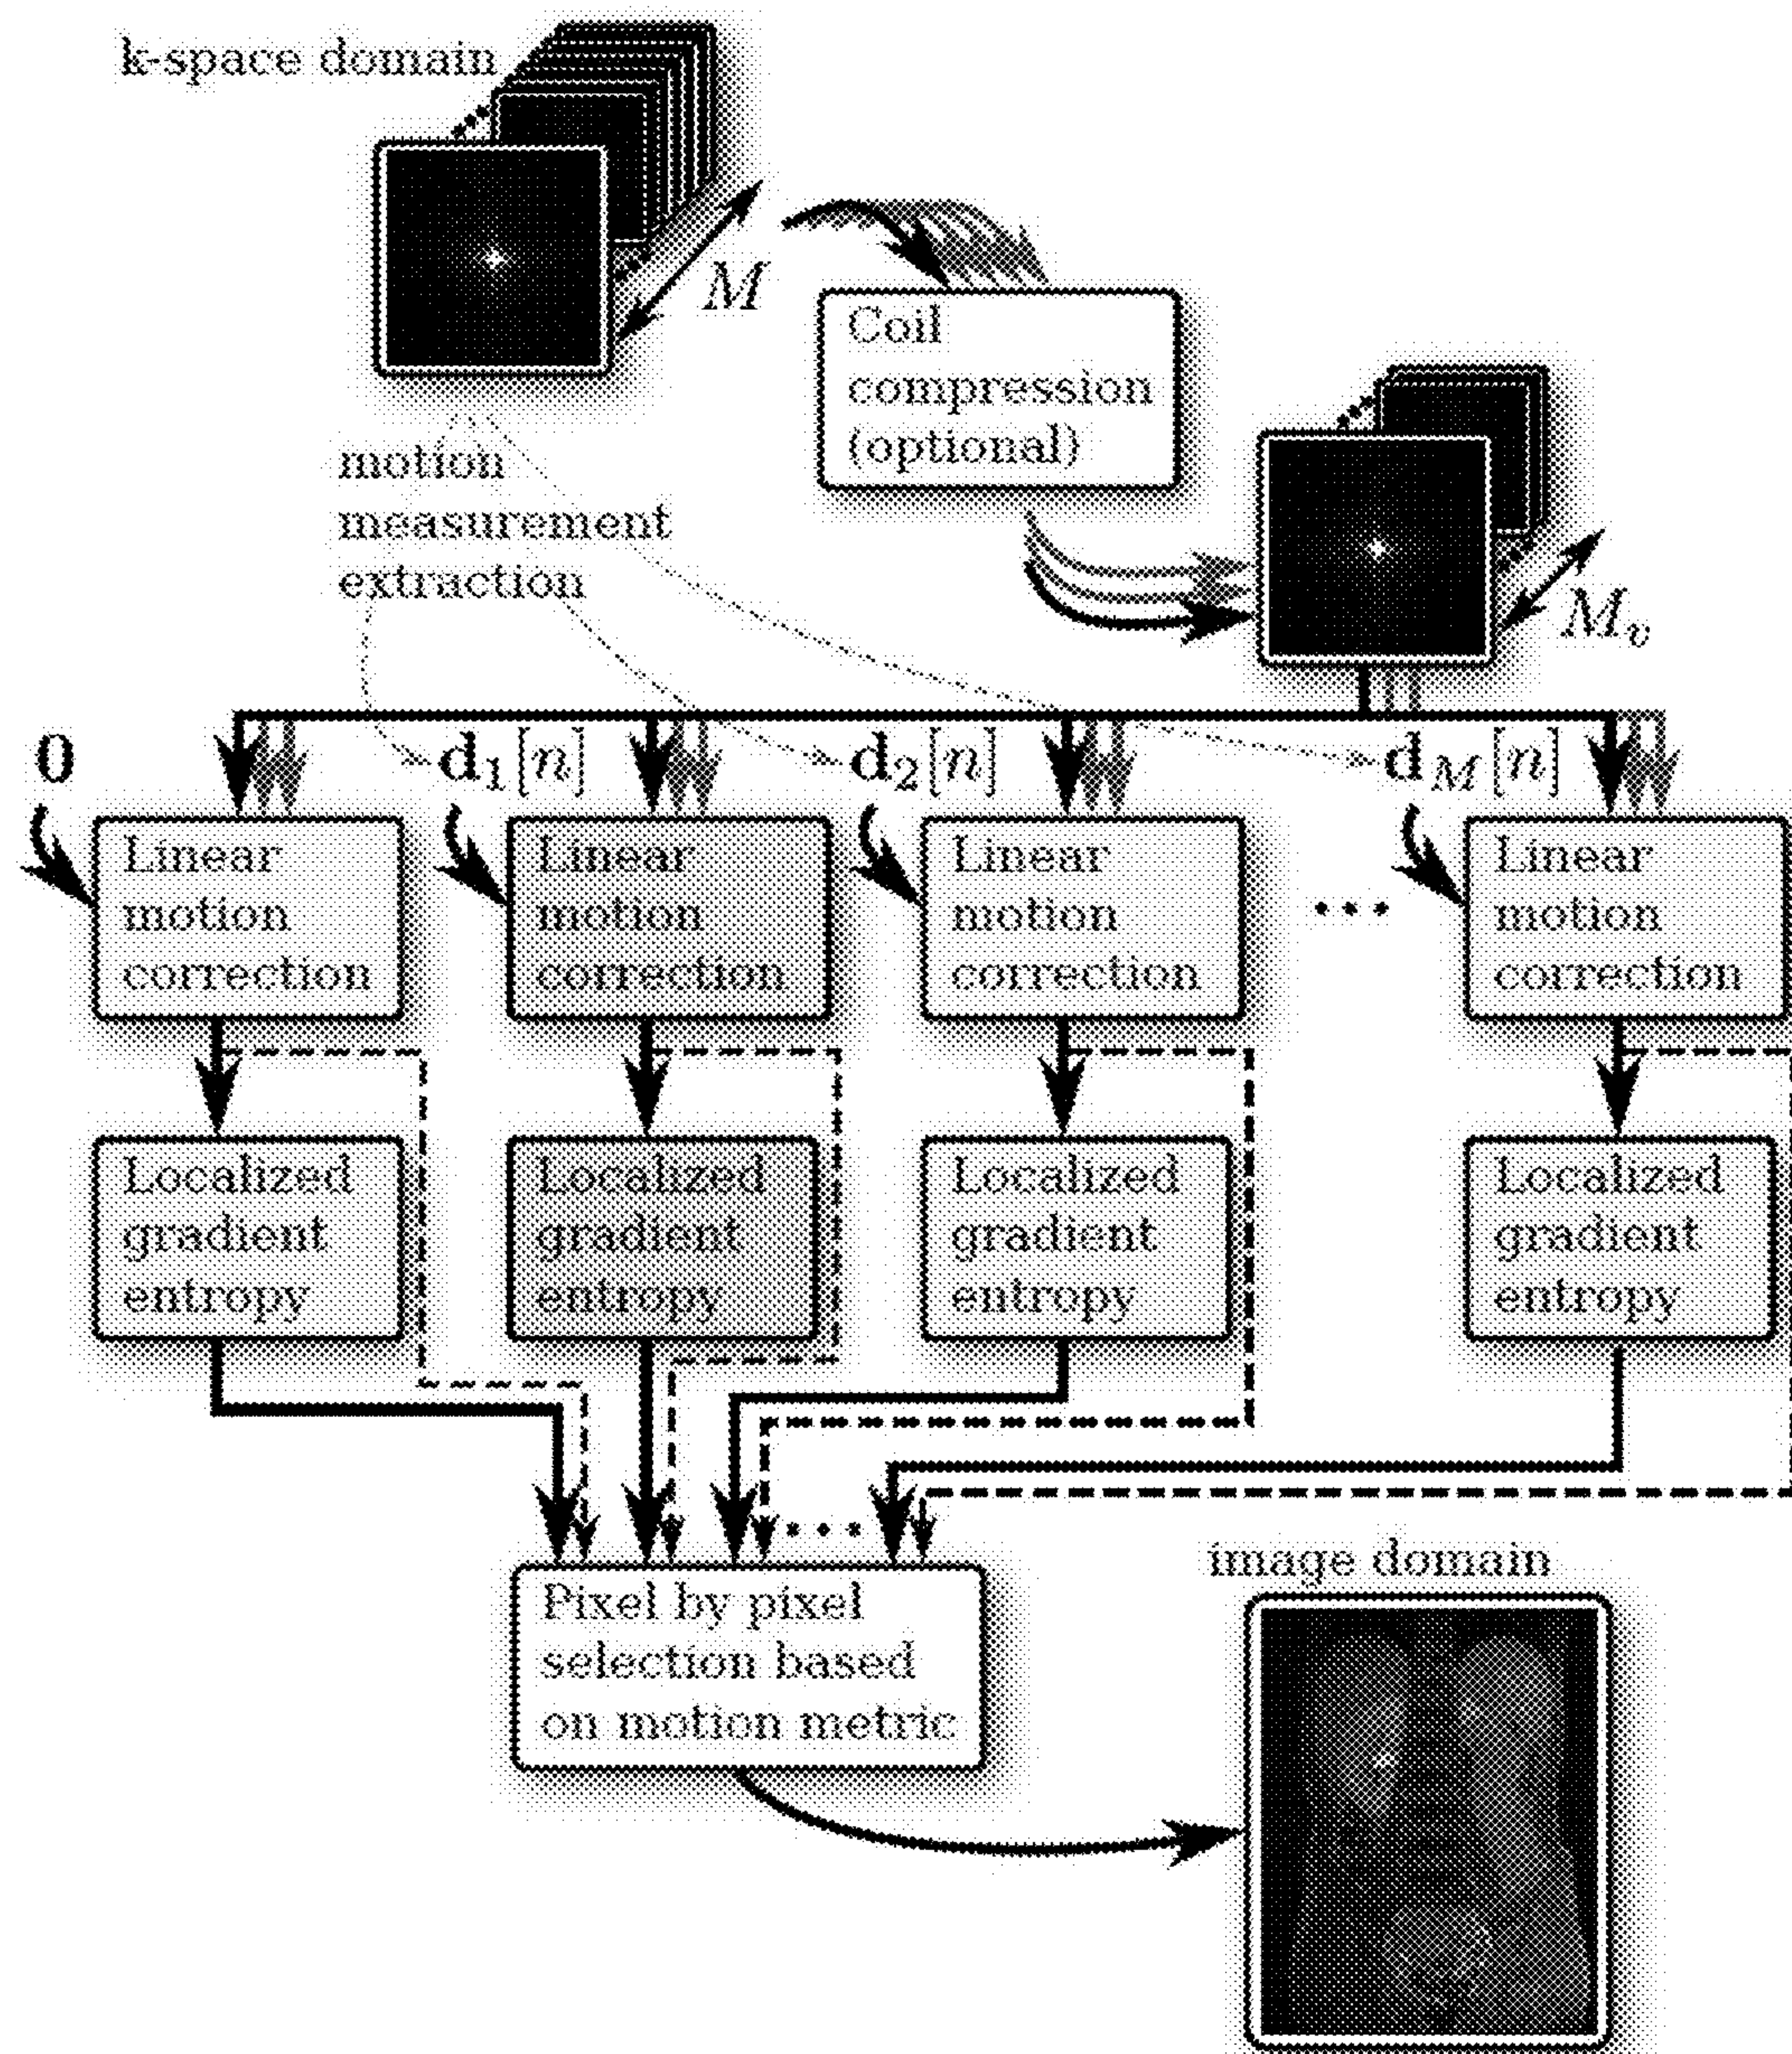 k-space domain
M
Coil
compression
(optional)
motion
measurement
extraction
M_v
0
d_1[n]
d_2[n]
d_M[n]
Linear
motion
correction
Linear
motion
correction
Linear
motion
correction
...
Linear
motion
correction
Localized
gradient
entropy
Localized
gradient
entropy
Localized
gradient
entropy
Localized
gradient
entropy
...
Pixel by pixel
selection based
on motion metric
image domain